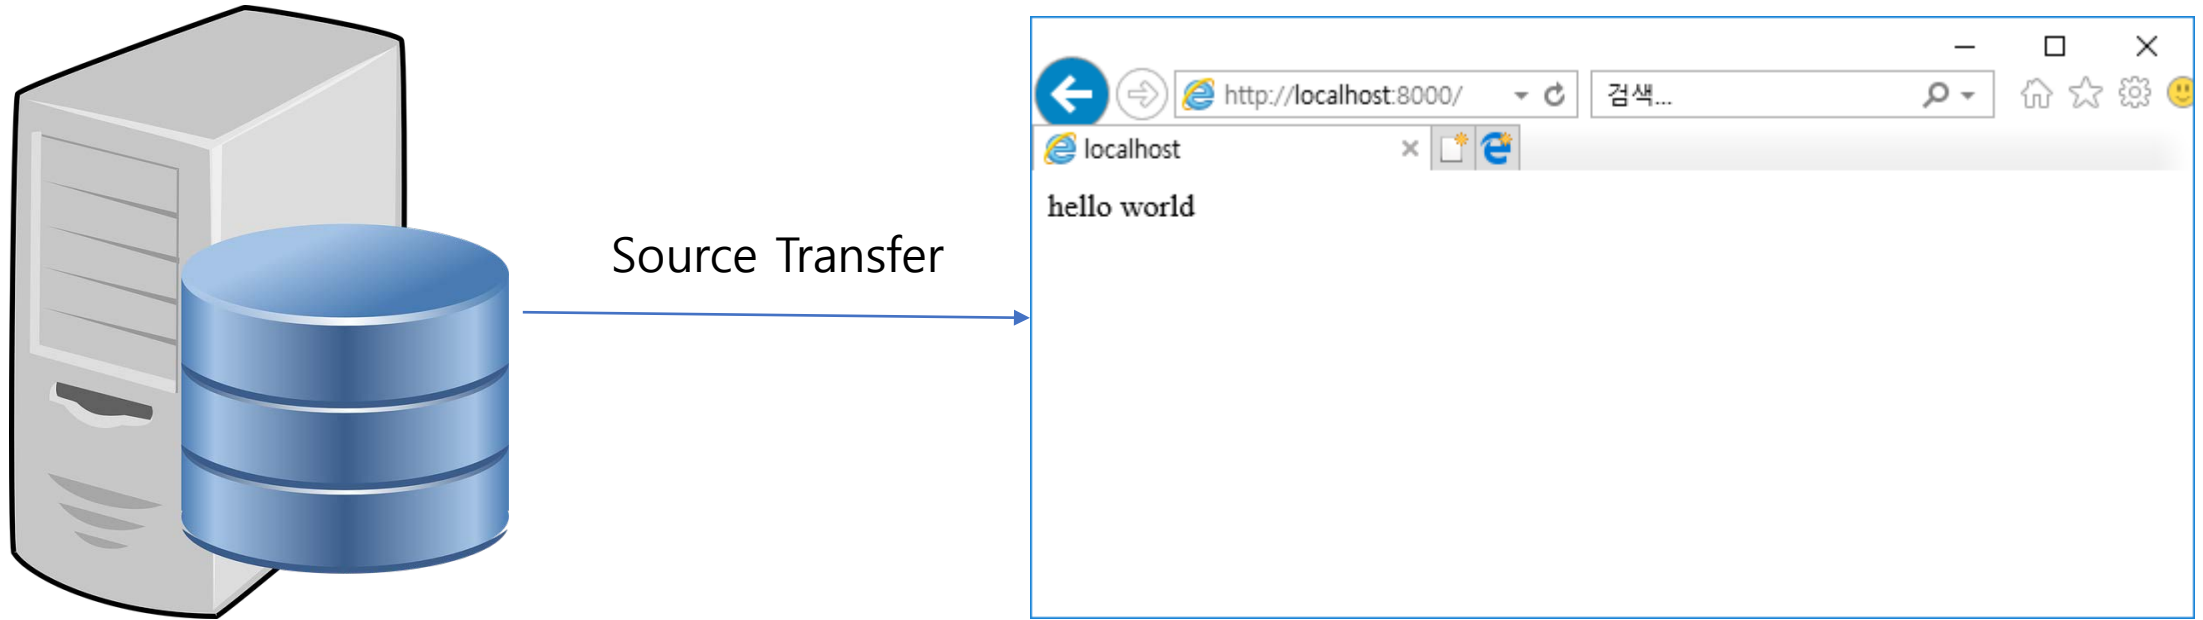 Source Transfer
http://localhost:8000/
검색...
localhost
hello world